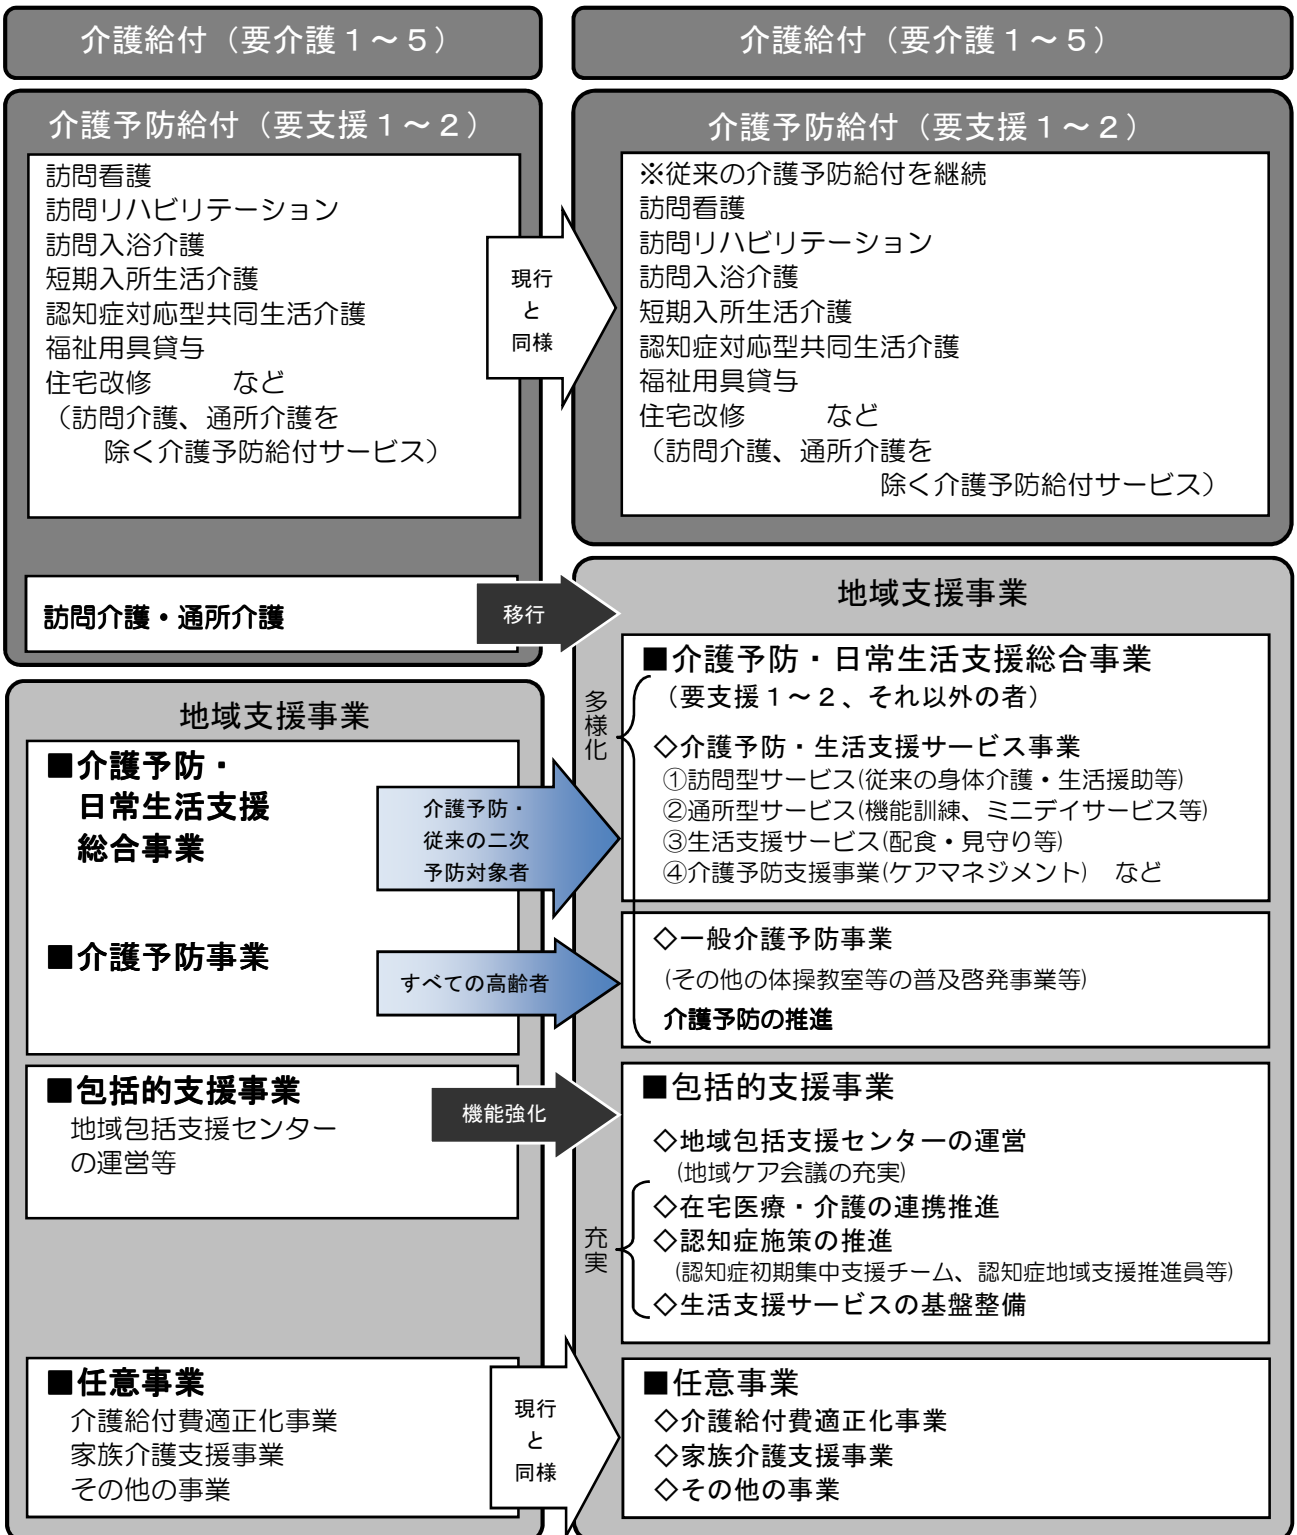 介護給付（要介護１～５）
介護予防給付（要支援１～２）
訪問看護
訪問リハビリテーション
訪問入浴介護
短期入所生活介護
認知症対応型共同生活介護
福祉用具貸与
住宅改修　　　など
（訪問介護、通所介護を
除く介護予防給付サービス）
訪問介護・通所介護
地域支援事業
■介護予防・
日常生活支援
総合事業
■介護予防事業
■包括的支援事業
地域包括支援センター
の運営等
■任意事業
介護給付費適正化事業
家族介護支援事業
その他の事業
現行
と
同様
移行
介護予防・
従来の二次
予防対象者
すべての高齢者
機能強化
現行
と
同様
介護給付（要介護１～５）
介護予防給付（要支援１～２）
※従来の介護予防給付を継続
訪問看護
訪問リハビリテーション
訪問入浴介護
短期入所生活介護
認知症対応型共同生活介護
福祉用具貸与
住宅改修　　　など
（訪問介護、通所介護を
除く介護予防給付サービス）
地域支援事業
多様化
■介護予防・日常生活支援総合事業
（要支援１～２、それ以外の者）
◇介護予防・生活支援サービス事業
①訪問型サービス(従来の身体介護・生活援助等)
②通所型サービス(機能訓練、ミニデイサービス等)
③生活支援サービス(配食・見守り等)
④介護予防支援事業(ケアマネジメント)　など
◇一般介護予防事業
(その他の体操教室等の普及啓発事業等)
介護予防の推進
■包括的支援事業
◇地域包括支援センターの運営
(地域ケア会議の充実)
充実
◇在宅医療・介護の連携推進
◇認知症施策の推進
(認知症初期集中支援チーム、認知症地域支援推進員等)
◇生活支援サービスの基盤整備
■任意事業
◇介護給付費適正化事業
◇家族介護支援事業
◇その他の事業